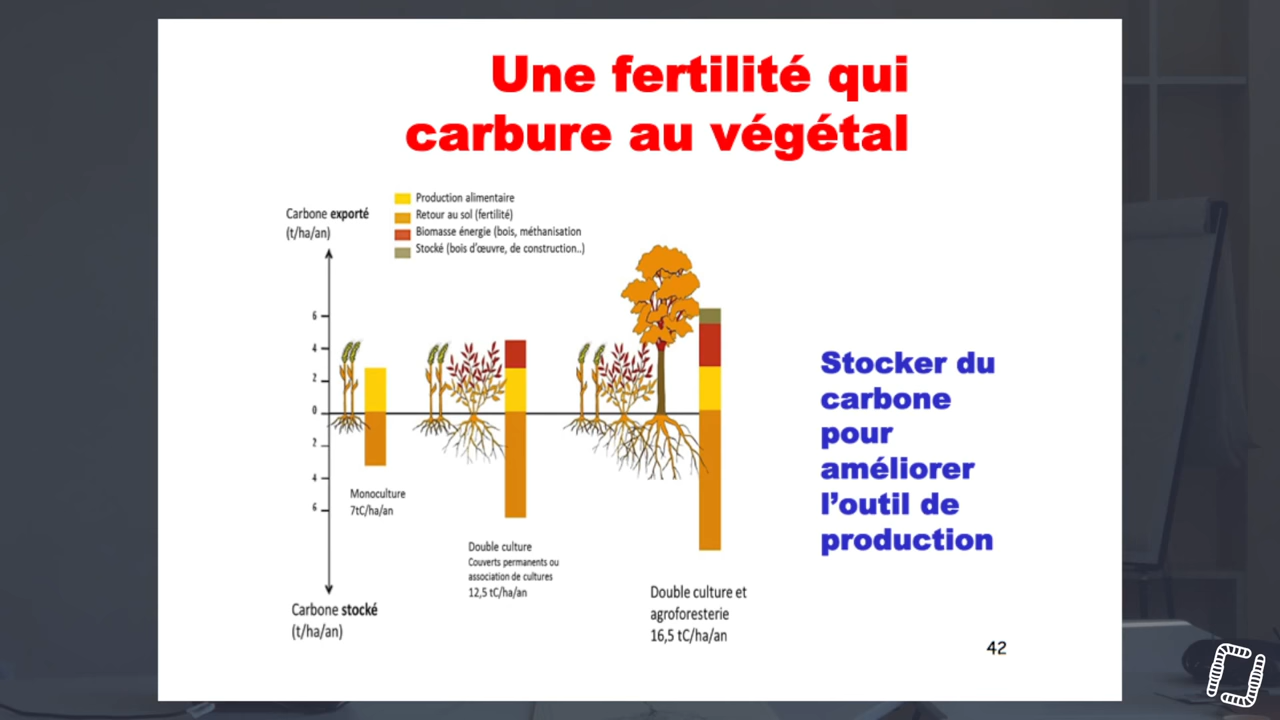 Une fertilité qui
carbure au végétal
Production alimentaire
Retour au sol (fertilité)
Biomasse énergie (bois, méthanisation
Stocké (bois d'œuvre, de construction..)
Carbone exporté
(t/ha/an)
6
4
2
0
2
4
6
Carbone stocké
(t/ha/an)
Monoculture
7tC/ha/an
Double culture
Couverts permanents ou
association de cultures
12,5 tC/ha/an
Double culture et
agroforesterie
16,5 tC/ha/an
Stocker du
carbone
pour
améliorer
l'outil de
production
42